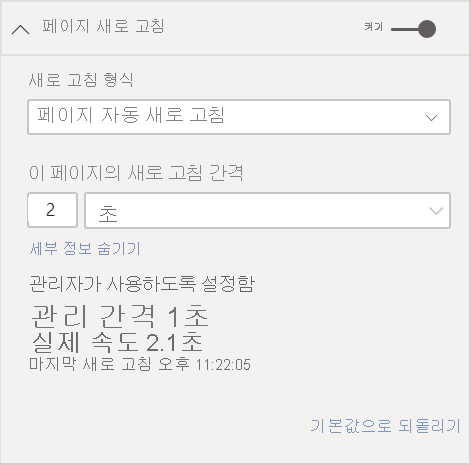 페이지 새로 고침 켜기
새로 고침 형식
페이지 자동 새로 고침
이 페이지의 새로 고침 간격
2 초
세부 정보 숨기기
관리자가 사용하도록 설정함
관리 간격 1초
실제 속도 2.1초
마지막 새로 고침 오후 11:22:05
기본값으로 되돌리기